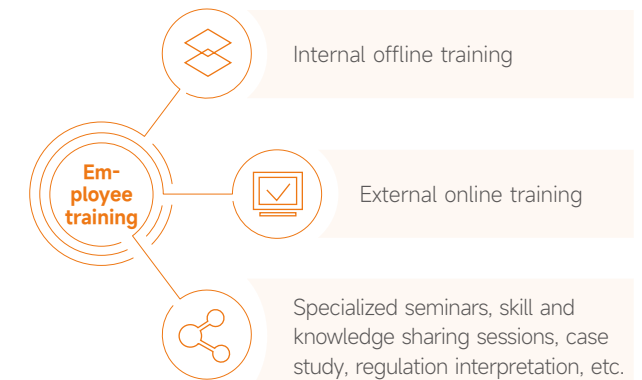 Internal offline training
Em-
ployee
training
External online training
Specialized seminars, skill and
knowledge sharing sessions, case
study, regulation interpretation, etc.